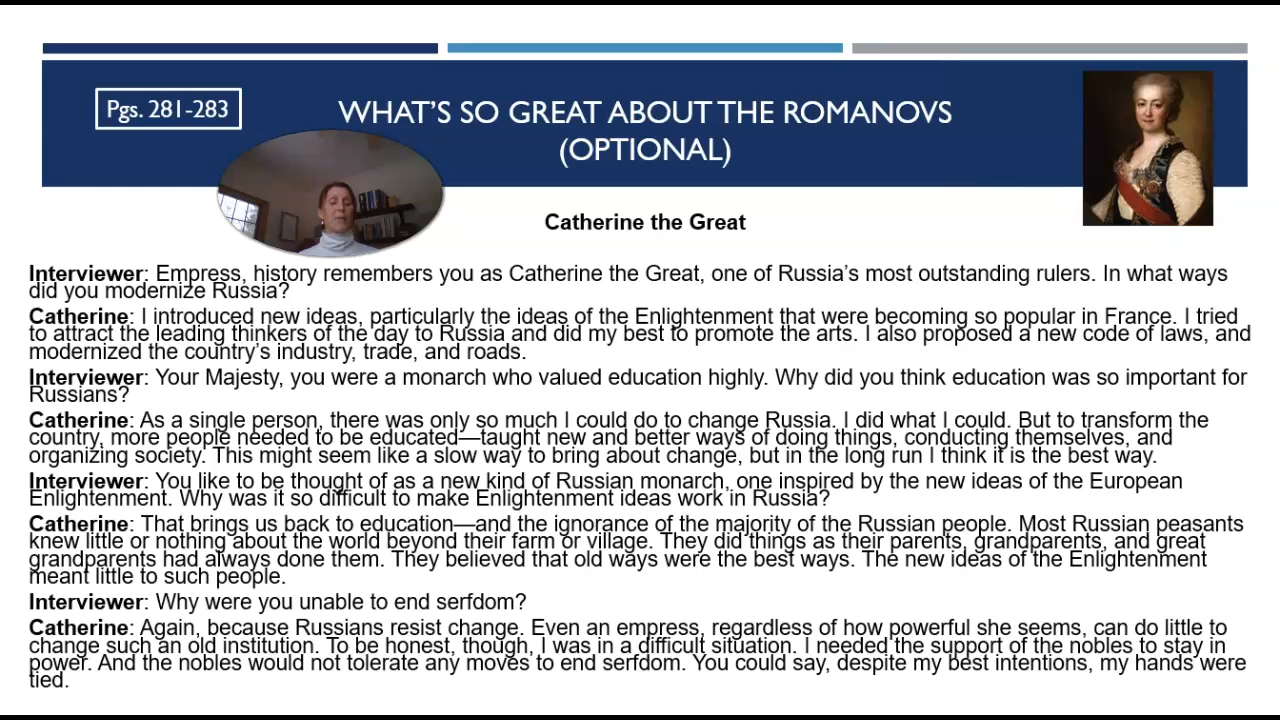 Pgs. 281-283
WHAT'S SO GREAT ABOUT THE ROMANOVS
(OPTIONAL)
Catherine the Great
Interviewer: Empress, history remembers you as Catherine the Great, one of Russia's most outstanding rulers. In what ways
did you modernize Russia?
Catherine: I introduced new ideas, particularly the ideas of the Enlightenment that were becoming so popular in France. I tried
to attract the leading thinkers of the day to Russia and did my best to promote the arts. I also proposed a new code of laws, and
modernized the country's industry, trade, and roads.
Interviewer: Your Majesty, you were a monarch who valued education highly. Why did you think education was so important for
Russians?
Catherine: As a single person, there was only so much I could do to change Russia. I did what I could. But to transform the
country, more people needed to be educated—taught new and better ways of doing things, conducting themselves, and
organizing society. This might seem like a slow way to bring about change, but in the long run I think it is the best way.
Interviewer: You like to be thought of as a new kind of Russian monarch, one inspired by the new ideas of the European
Enlightenment. Why was it so difficult to make Enlightenment ideas work in Russia?
Catherine: That brings us back to education—and the ignorance of the majority of the Russian people. Most Russian peasants
knew little or nothing about the world beyond their farm or village. They did things as their parents, grandparents, and great
grandparents had always done them. They believed that old ways were the best ways. The new ideas of the Enlightenment
meant little to such people.
Interviewer: Why were you unable to end serfdom?
Catherine: Again, because Russians resist change. Even an empress, regardless of how powerful she seems, can do little to
change such an old institution. To be honest, though, I was in a difficult situation. I needed the support of the nobles to stay in
power. And the nobles would not tolerate any moves to end serfdom. You could say, despite my best intentions, my hands were
tied.